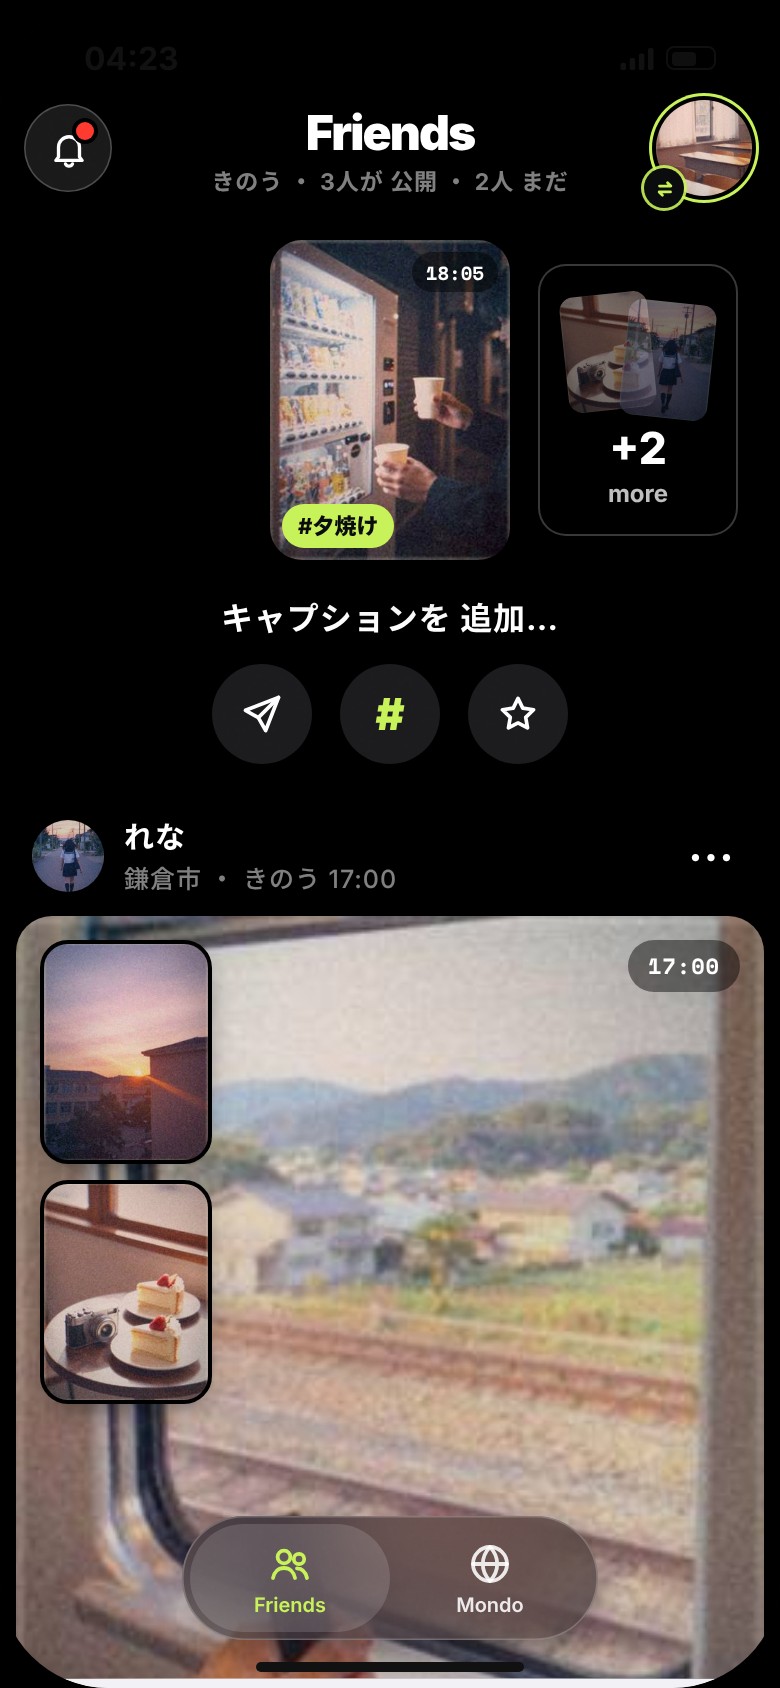 04:23
Friends
きのう ・ 3人が 公開 ・ 2人 まだ
18:05
#夕焼け
+2
more
キャプションを 追加...
#
れな
鎌倉市 ・ きのう 17:00
17:00
Friends
Mondo